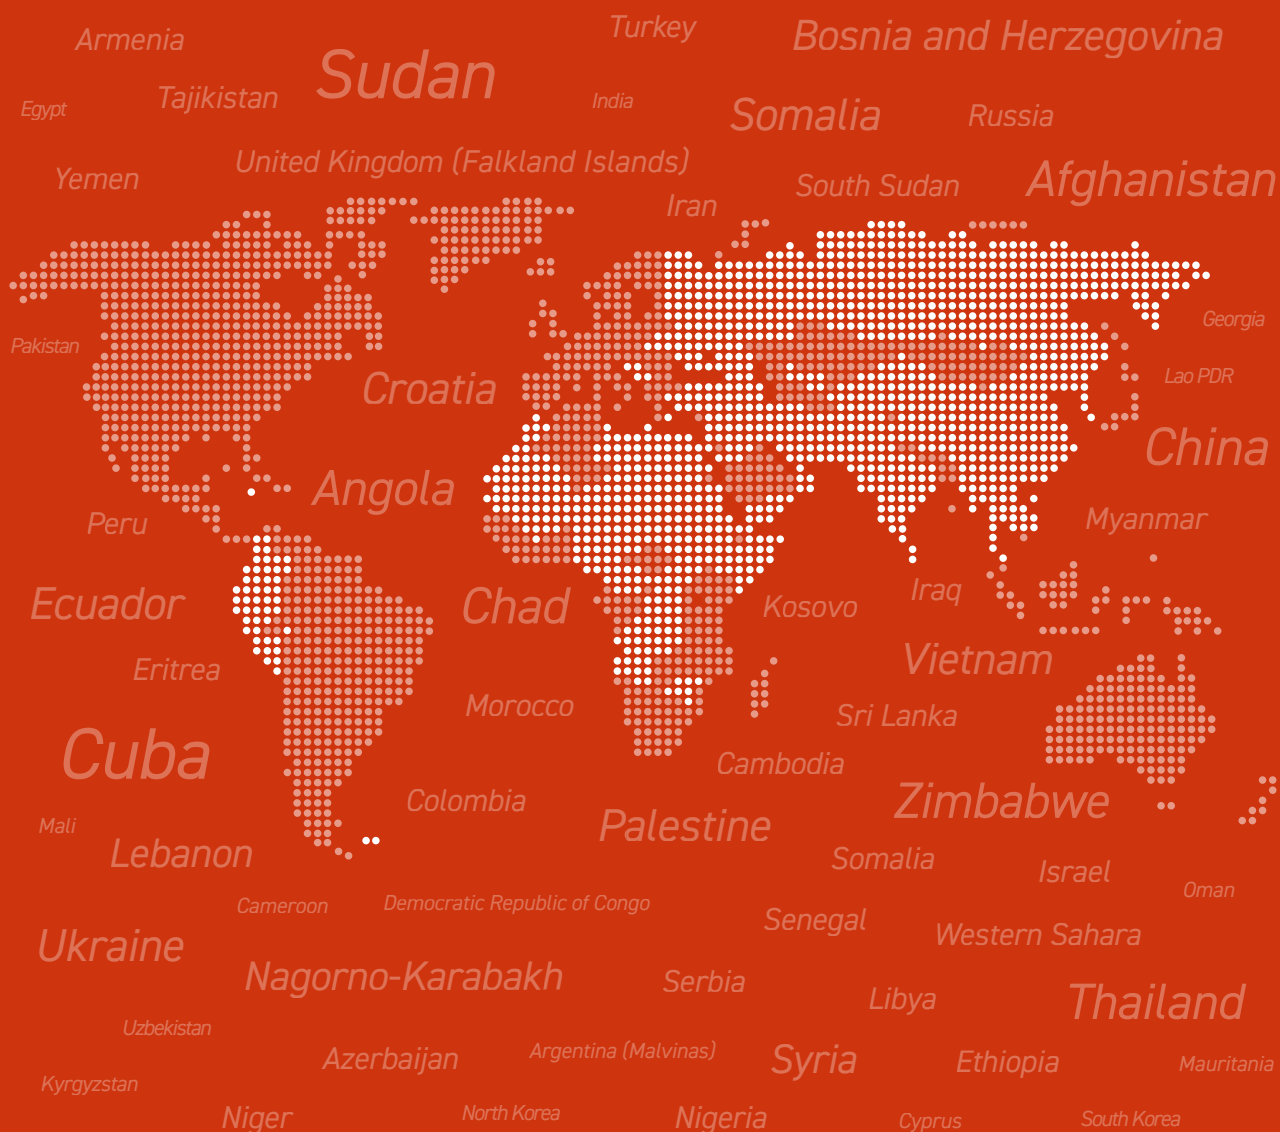 Armenia
Turkey
Bosnia and Herzegovina
Sudan
Egypt
Tajikistan
India
Somalia
Russia
United Kingdom (Falkland Islands)
Yemen
South Sudan
Afghanistan
Iran
Georgia
Pakistan
Croatia
Lao PDR
China
Angola
Peru
Myanmar
Ecuador
Chad
Kosovo
Iraq
Eritrea
Vietnam
Morocco
Sri Lanka
Cuba
Cambodia
Colombia
Zimbabwe
Mali
Palestine
Lebanon
Somalia
Israel
Oman
Cameroon
Democratic Republic of Congo
Senegal
Western Sahara
Ukraine
Nagorno-Karabakh
Serbia
Libya
Thailand
Uzbekistan
Azerbaijan
Argentina (Malvinas)
Syria
Ethiopia
Mauritania
Kyrgyzstan
Niger
North Korea
Nigeria
Cyprus
South Korea